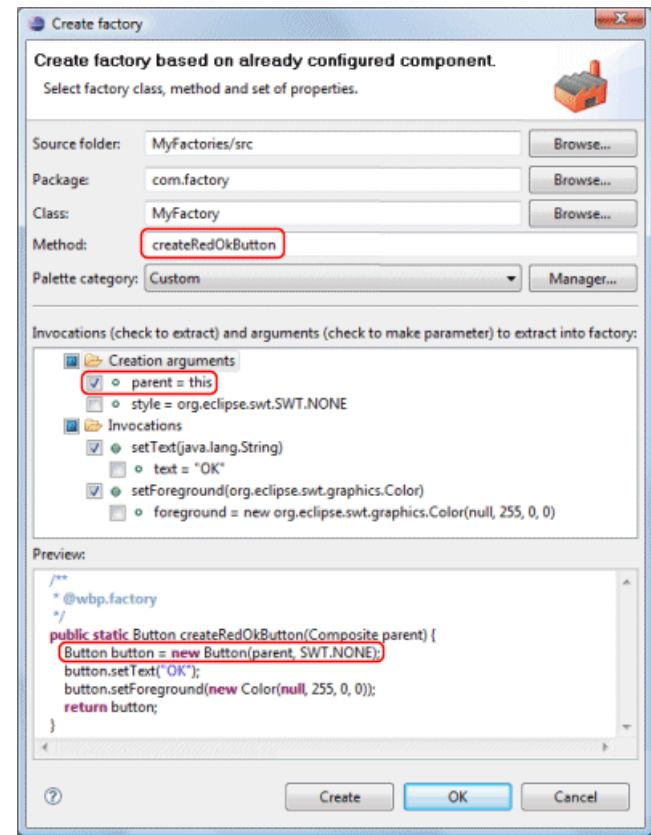 Create factory
Create factory based on already configured component.
Select factory class, method and set of properties.
Source folder: MyFactories/src Browse...
Package: com.factory Browse...
Class: MyFactory Browse...
Method: createRedOkButton
Palette category: Custom Manager...
Invocations (check to extract) and arguments (check to make parameter) to extract into factory:
Creation arguments
parent = this
style = org.eclipse.swt.SWT.NONE
Invocations
setText(java.lang.String)
text = "OK"
setForeground(org.eclipse.swt.graphics.Color)
foreground = new org.eclipse.swt.graphics.Color(null, 255, 0, 0)
Preview:
/**
* @wbp.factory
*/
public static Button createRedOkButton(Composite parent) {
Button button = new Button(parent, SWT.NONE);
button.setText("OK");
button.setForeground(new Color(null, 255, 0, 0));
return button;
}
? Create OK Cancel